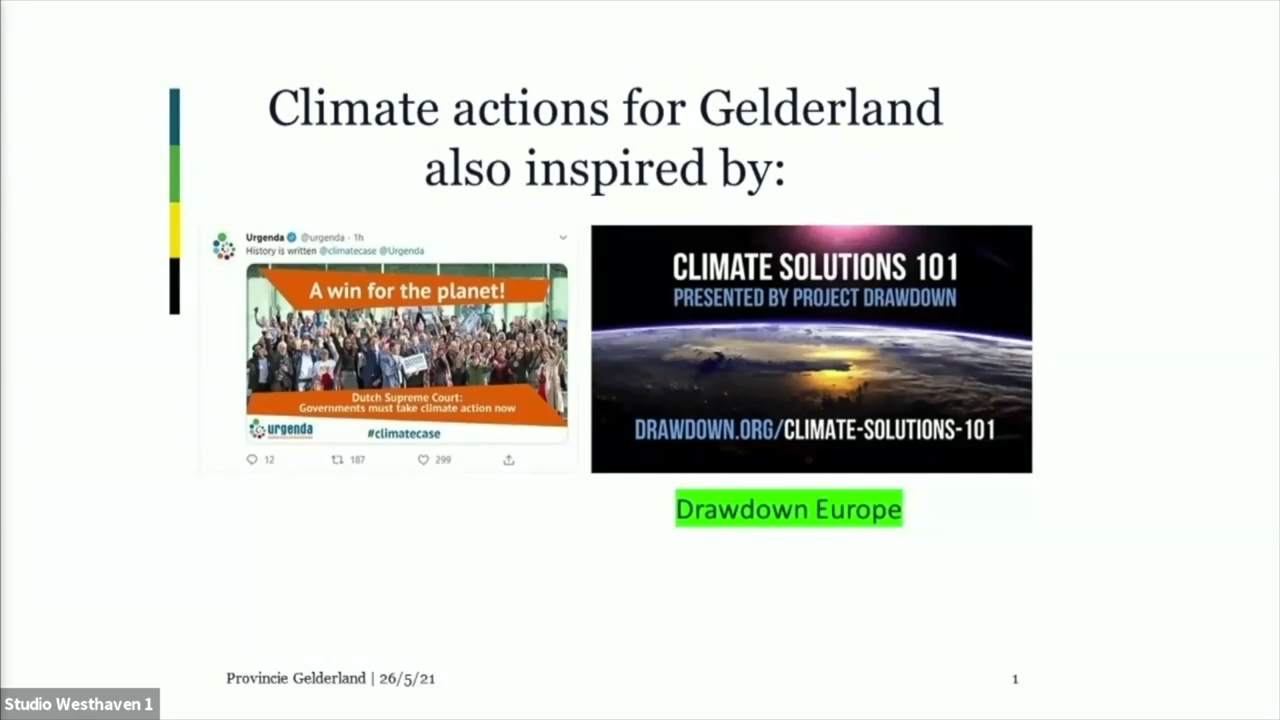 Climate actions for Gelderland
also inspired by:
Urgenda @urgenda · 1h
History is written @climatecase @Urgenda
A win for the planet!
Dutch Supreme Court:
Governments must take climate action now
urgenda
#climatecase
12 187 299
CLIMATE SOLUTIONS 101
PRESENTED BY PROJECT DRAWDOWN
DRAWDOWN.ORG/CLIMATE-SOLUTIONS-101
Drawdown Europe
Provincie Gelderland | 26/5/21
1
Studio Westhaven 1